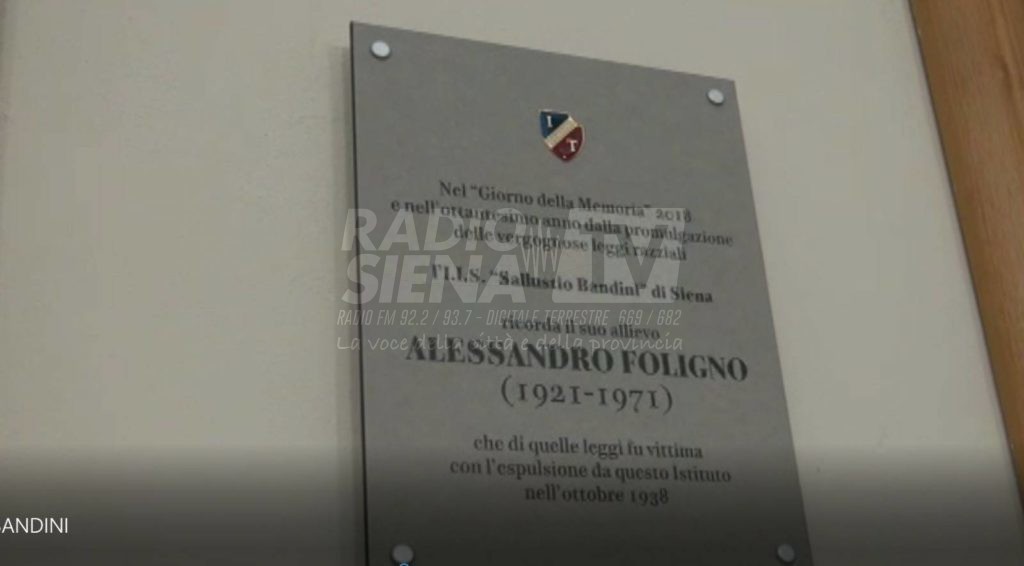 I
T
Nel "Giorno della Memoria" 2018
e nell'ottantesimo anno dalla promulgazione
delle vergognose leggi razziali
l'I.I.S. "Sallustio Bandini" di Siena
ricorda il suo allievo
ALESSANDRO FOLIGNO
(1921-1971)
che di quelle leggi fu vittima
con l'espulsione da questo Istituto
nell'ottobre 1938
RADIO
SIENA TV
RADIO FM 92.2 / 93.7 - DIGITALE TERRESTRE 669 / 682
La voce della città e della provincia
BANDINI